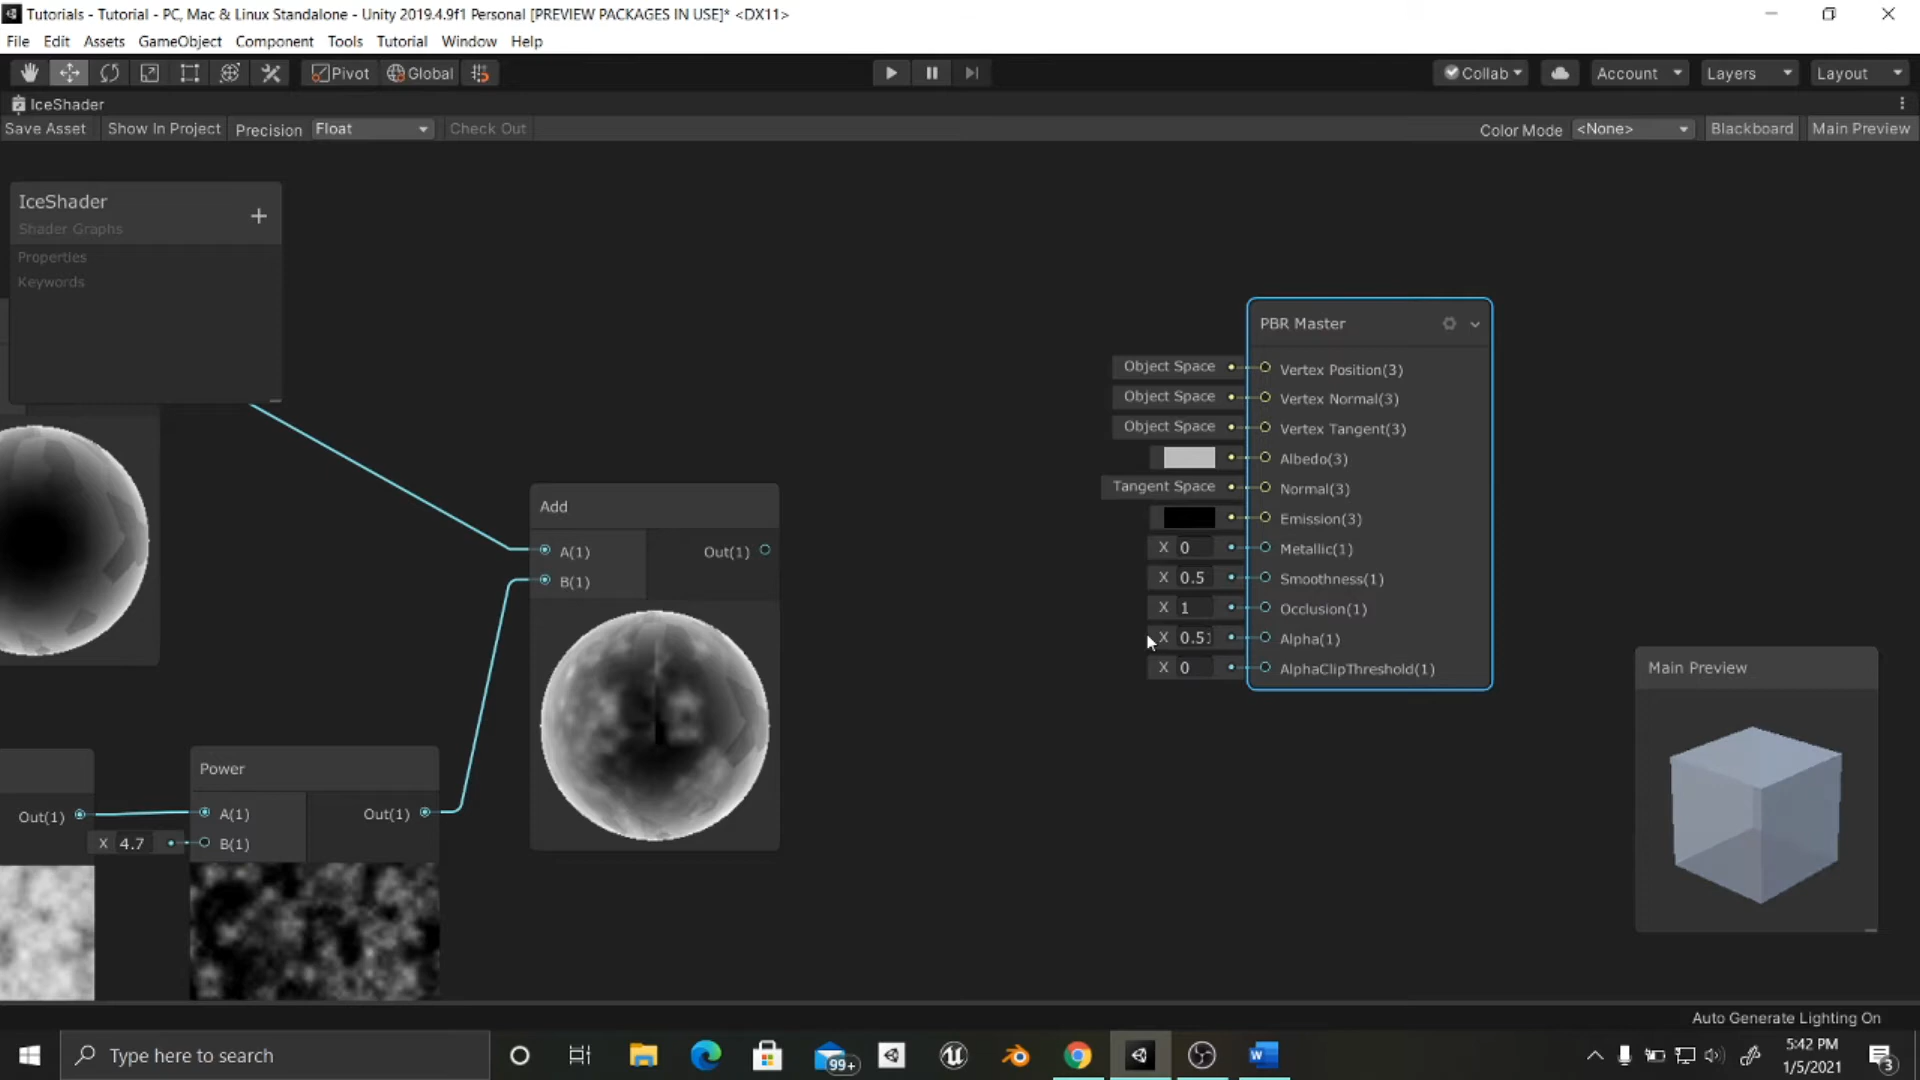 Tutorials - Tutorial - PC, Mac & Linux Standalone - Unity 2019.4.9f1 Personal [PREVIEW PACKAGES IN USE]* <DX11>
File Edit Assets GameObject Component Tools Tutorial Window Help
Pivot Global Collab Account Layers Layout
IceShader
Save Asset Show In Project Precision Float Check Out Color Mode <None> Blackboard Main Preview
IceShader
Shader Graphs
Properties
Keywords
Add
A(1) Out(1)
B(1)
Out(1)
Power
A(1) Out(1)
X 4.7 B(1)
PBR Master
Object Space Vertex Position(3)
Object Space Vertex Normal(3)
Object Space Vertex Tangent(3)
Albedo(3)
Tangent Space Normal(3)
Emission(3)
X 0 Metallic(1)
X 0.5 Smoothness(1)
X 1 Occlusion(1)
X 0.51 Alpha(1)
X 0 AlphaClipThreshold(1)
Main Preview
Auto Generate Lighting On
Type here to search
99+
5:42 PM
1/5/2021
3